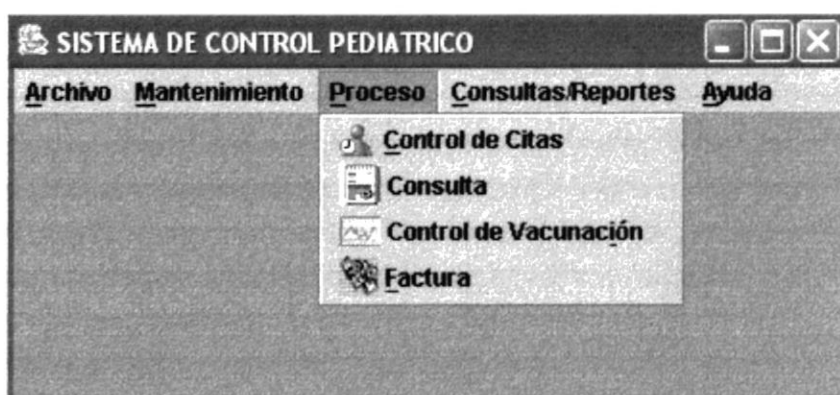 SISTEMA DE CONTROL PEDIATRICO
Archivo Mantenimiento Proceso Consultas/Reportes Ayuda
Control de Citas
Consulta
Control de Vacunación
Factura